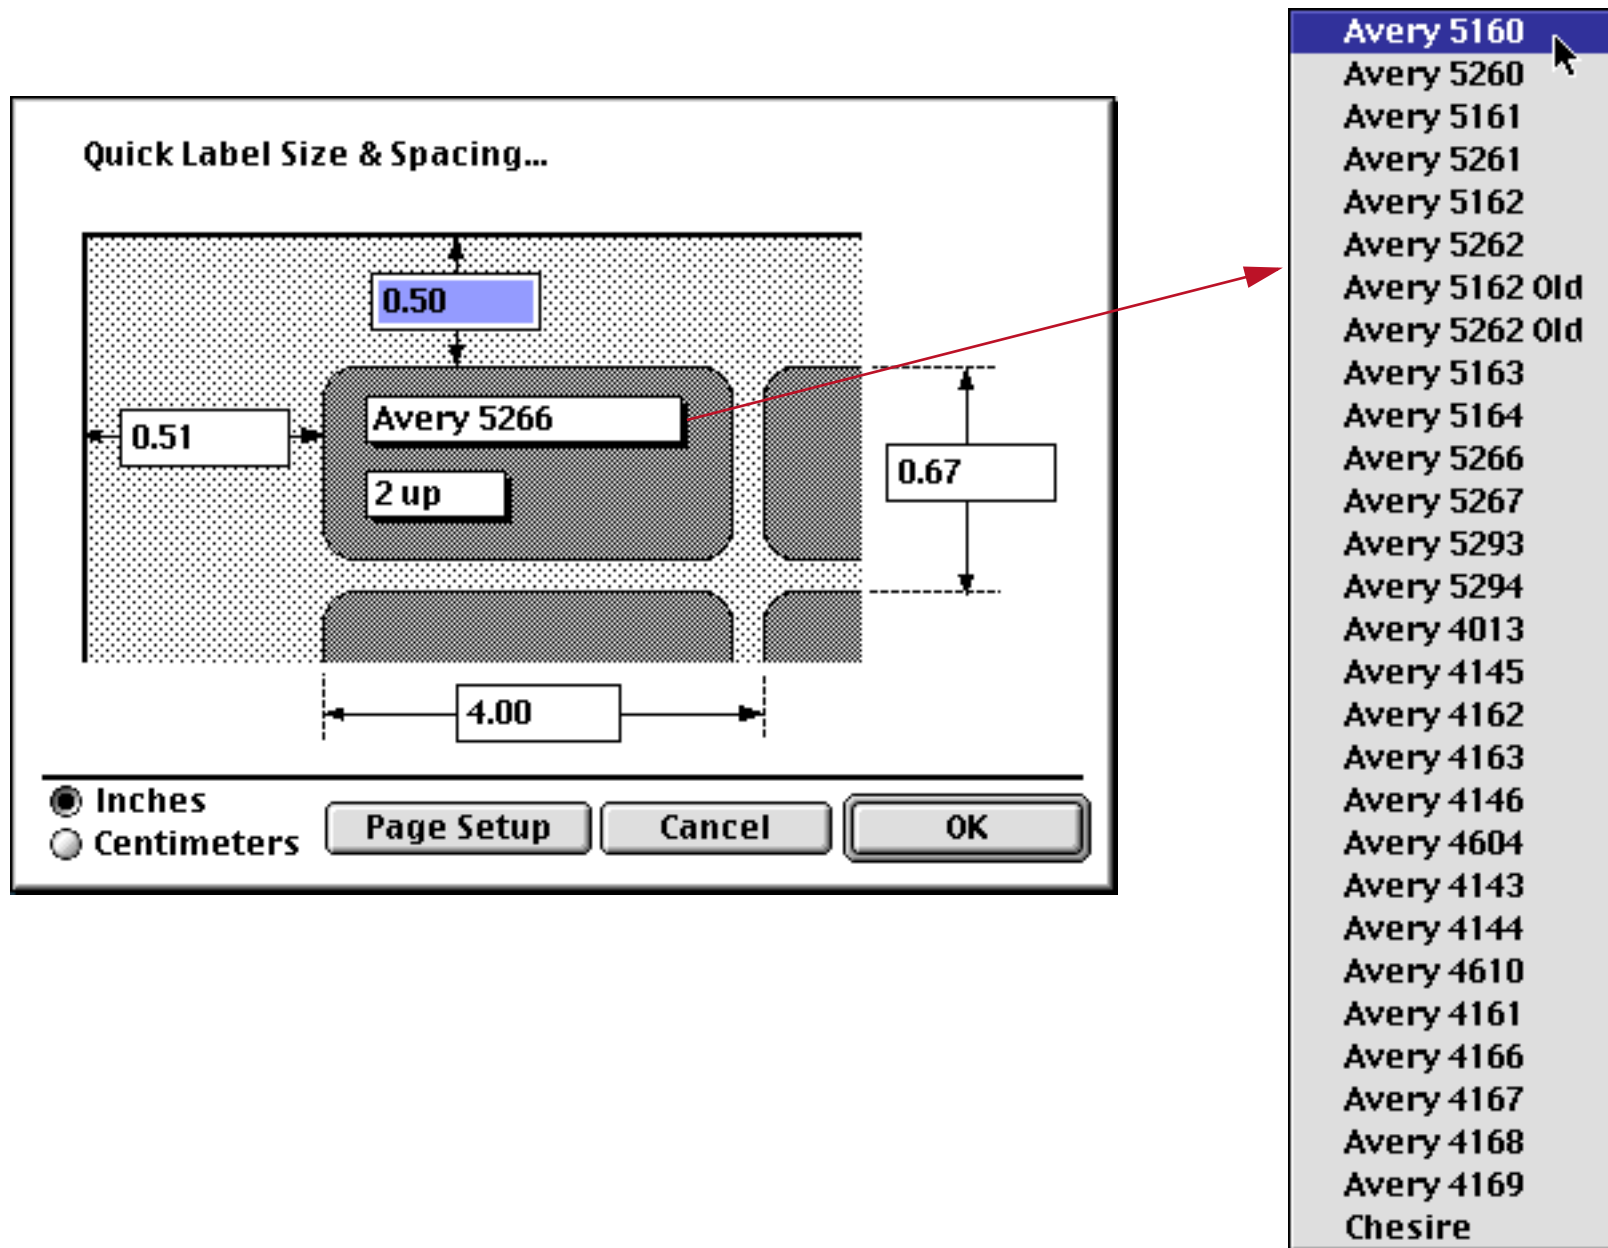 Quick Label Size & Spacing...
0.50
0.51
Avery 5266
2 up
0.67
4.00
Inches
Centimeters
Page Setup
Cancel
OK
Avery 5160
Avery 5260
Avery 5161
Avery 5261
Avery 5162
Avery 5262
Avery 5162 Old
Avery 5262 Old
Avery 5163
Avery 5164
Avery 5266
Avery 5267
Avery 5293
Avery 5294
Avery 4013
Avery 4145
Avery 4162
Avery 4163
Avery 4146
Avery 4604
Avery 4143
Avery 4144
Avery 4610
Avery 4161
Avery 4166
Avery 4167
Avery 4168
Avery 4169
Chesire